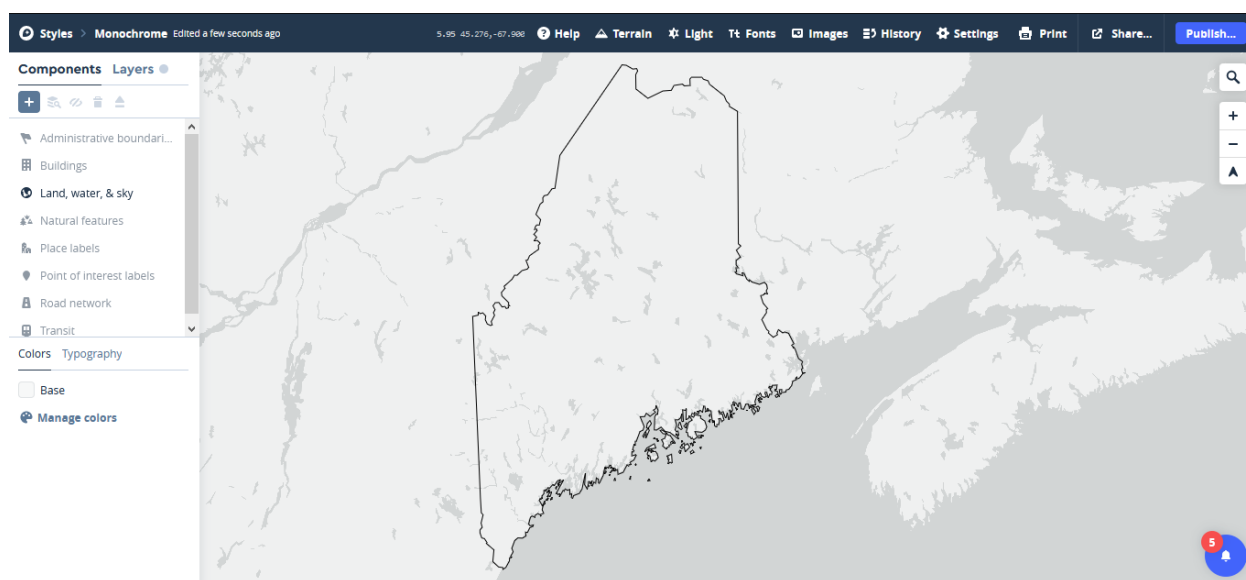 Styles > Monochrome Edited a few seconds ago 5.95 45.276,-67.900 Help Terrain Light Fonts Images History Settings Print Share... Publish...
Components Layers
Administrative boundari...
Buildings
Land, water, & sky
Natural features
Place labels
Point of interest labels
Road network
Transit
Colors Typography
Base
Manage colors
5